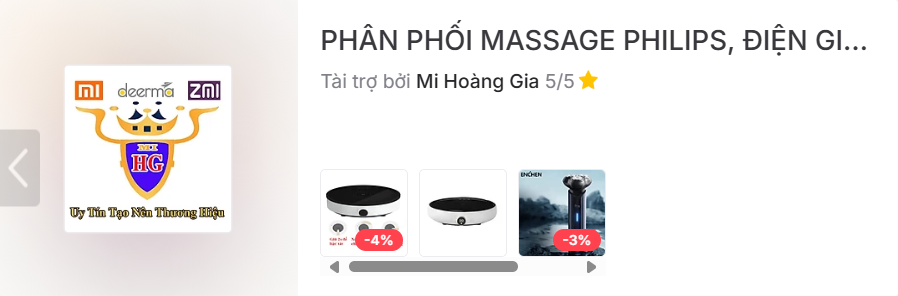 PHÂN PHỐI MASSAGE PHILIPS, ĐIỆN GI...
Tài trợ bởi Mi Hoàng Gia 5/5
mi deerma ZMI
MI
HG
Uy Tín Tạo Nên Thương Hiệu
-4%
ENCHEN
-3%